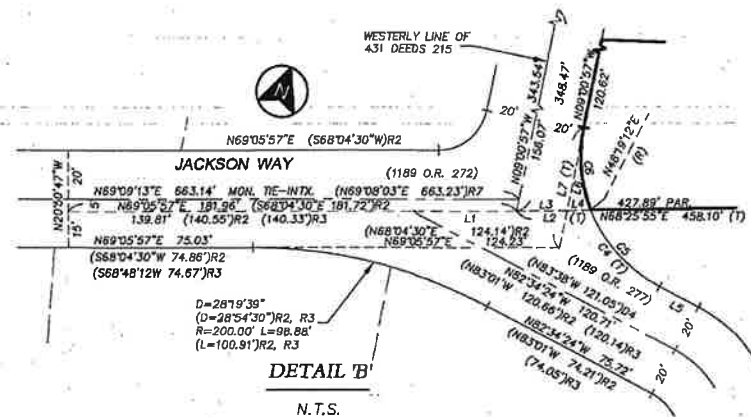 WESTERLY LINE OF
431 DEEDS 215
343.54'
348.47'
N09°00'57"W
120.62'
20'
20'
N09°00'57"W
156.07'
N48°19'12"E
(R)
N
N69°05'57"E (S68°04'30"W)R2
JACKSON WAY
(1189 O.R. 272)
N20°50'47"W
20'
5'
15'
N69°09'13"E 663.14' MON. TIE-INTX. (N69°08'03"E 663.23')R7
N69°05'57"E 181.96' (S68°04'30"E 181.72')R2
139.81' (140.55')R2 (140.33')R3
L1
L3
L2
(T)
L7 (T)
L6
L4
427.89' PAR.
N68°25'55"E 458.10' (T)
N69°05'57"E 75.03'
(S68°04'30"W 74.86')R2
(S68°48'12W 74.67')R3
(N68°04'30"E 124.14')R2
N69°05'57"E 124.23'
C5
C4 (T)
(1189 O.R. 277)
L5
20'
20'
(N83°38'W 121.05')D4
N82°34'24"W 120.71'
(N83°01'W 120.66')R2 (120.14')R3
N82°34'24"W 75.72'
(N83°01'W 74.21')R2
(74.05')R3
D=28°19'39"
(D=28°54'30")R2, R3
R=200.00' L=98.88'
(L=100.91')R2, R3
DETAIL 'B'
N.T.S.